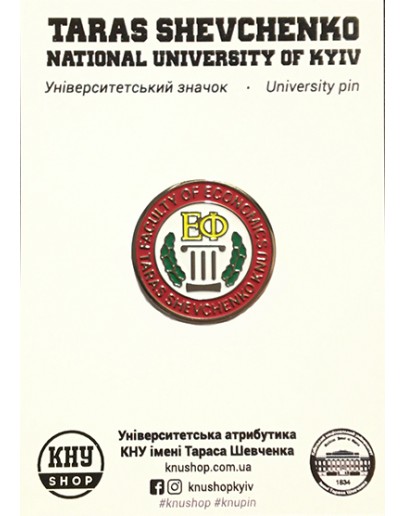 TARAS SHEVCHENKO
NATIONAL UNIVERSITY OF KYIV
Університетський значок · University pin
FACULTY OF ECONOMICS
ЕФ
TARAS SHEVCHENKO KNU
КНУ
SHOP
Університетська атрибутика
КНУ імені Тараса Шевченка
knushop.com.ua
knushopkyiv
#knushop #knupin
1834